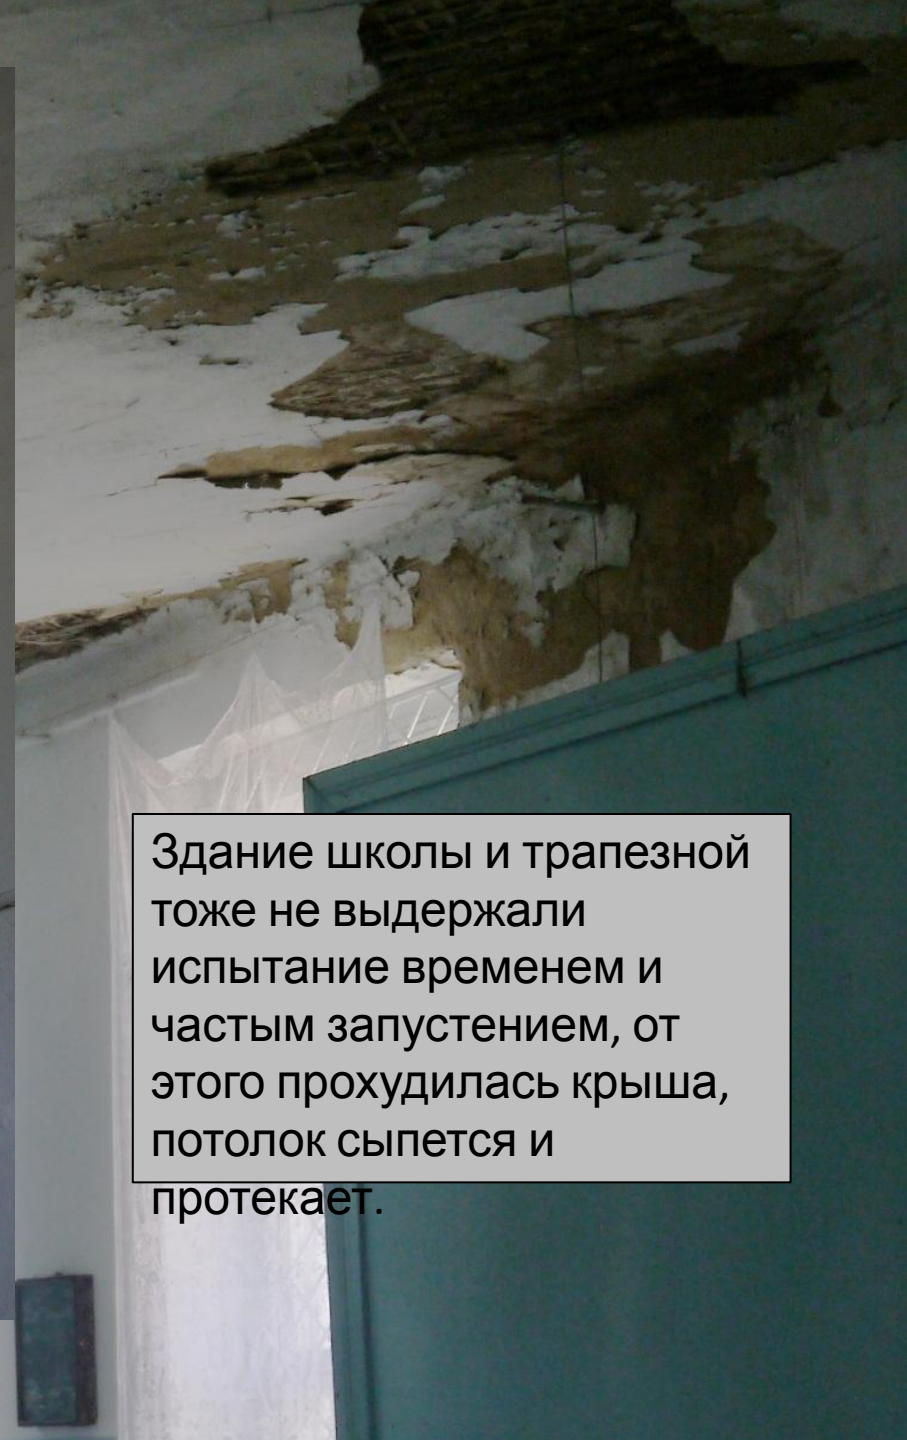 Здание школы и трапезной
тоже не выдержали
испытание временем и
частым запустением, от
этого прохудилась крыша,
потолок сыпется и
протекает.